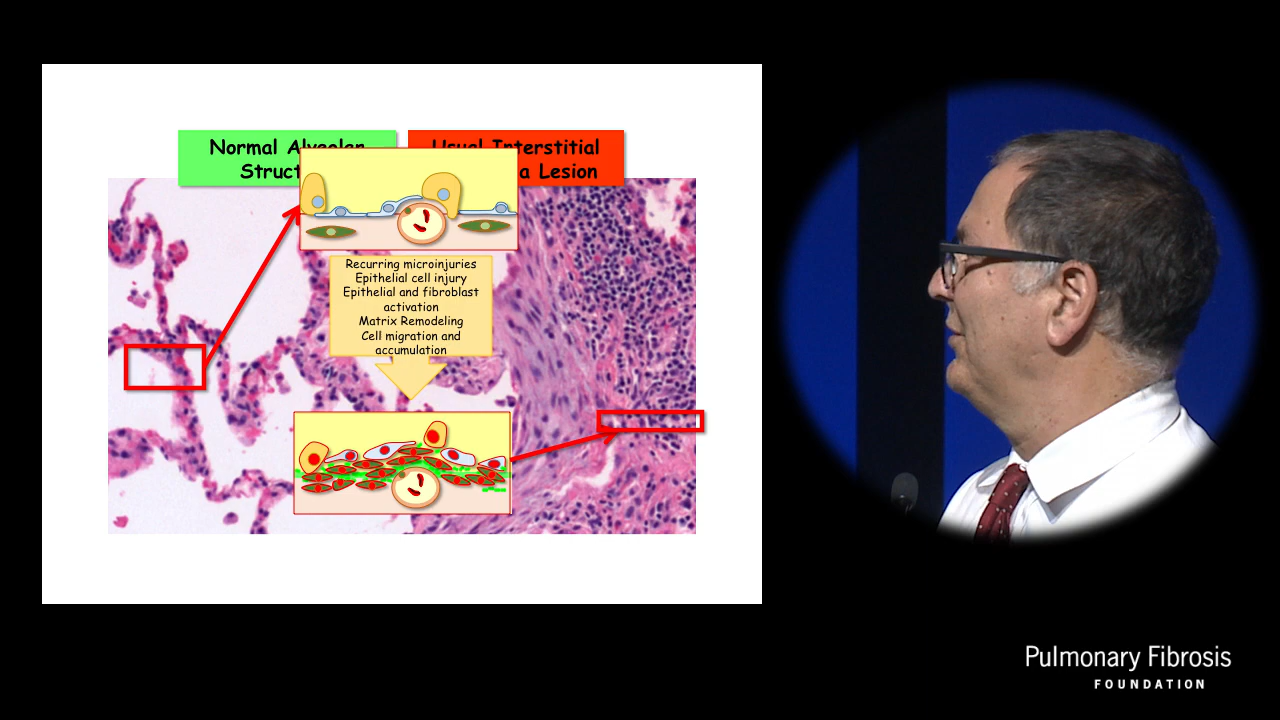 Normal Alveolar
Usual Interstitial
a Lesion
Recurring microinjuries
Epithelial cell injury
Epithelial and fibroblast
activation
Matrix Remodeling
Cell migration and
accumulation
Pulmonary Fibrosis
FOUNDATION